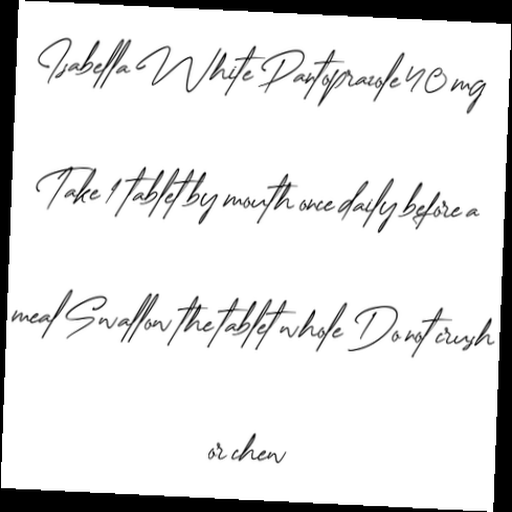 Isabella White Pantoprazole 40 mg
Take 1 tablet by mouth once daily before a
meal Swallow the tablet whole Do not crush
or chew